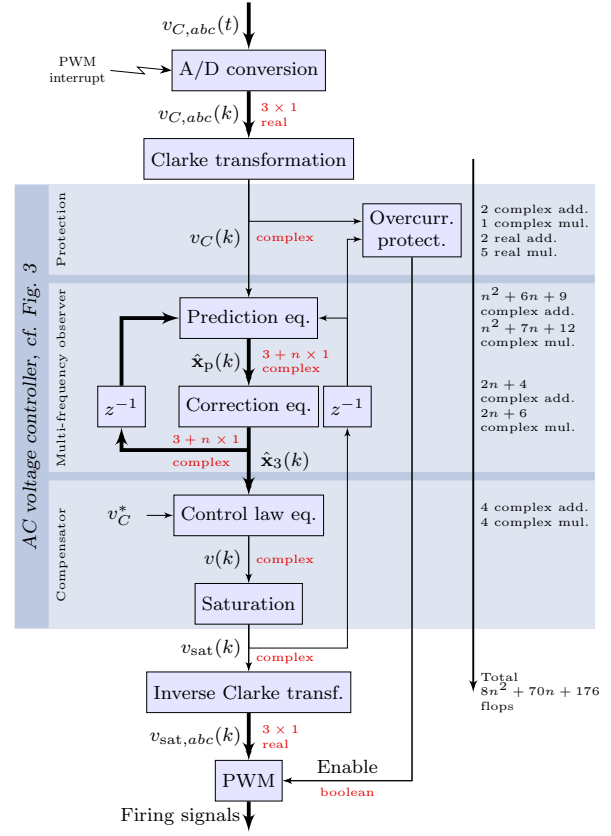 v_{C,abc}(t)
PWM
interrupt
A/D conversion
v_{C,abc}(k)
3 × 1
real
Clarke transformation
AC voltage controller, cf. Fig. 3
Protection
v_C(k)
complex
Overcurr.
protect.
2 complex add.
1 complex mul.
2 real add.
5 real mul.
Multi-frequency observer
Prediction eq.
n² + 6n + 9
complex add.
n² + 7n + 12
complex mul.
x̂_p(k)
3 + n × 1
complex
z⁻¹
Correction eq.
z⁻¹
2n + 4
complex add.
2n + 6
complex mul.
3 + n × 1
complex
x̂_3(k)
Compensator
v_C^*
Control law eq.
4 complex add.
4 complex mul.
v(k)
complex
Saturation
v_sat(k)
complex
Inverse Clarke transf.
Total
8n² + 70n + 176
flops
v_{sat,abc}(k)
3 × 1
real
PWM
Enable
boolean
Firing signals